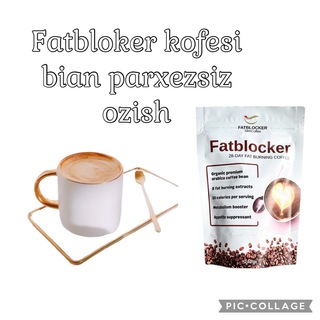 Fatbloker kofesi
bian parxezsiz
ozish
FATBLOCKER
Fatblocker
28-DAY FAT BURNING COFFEE
Organic premium
arabica coffee bean
8 fat burning extracts
10 calories per serving
Metabolism booster
Appetite suppressant
PIC•COLLAGE